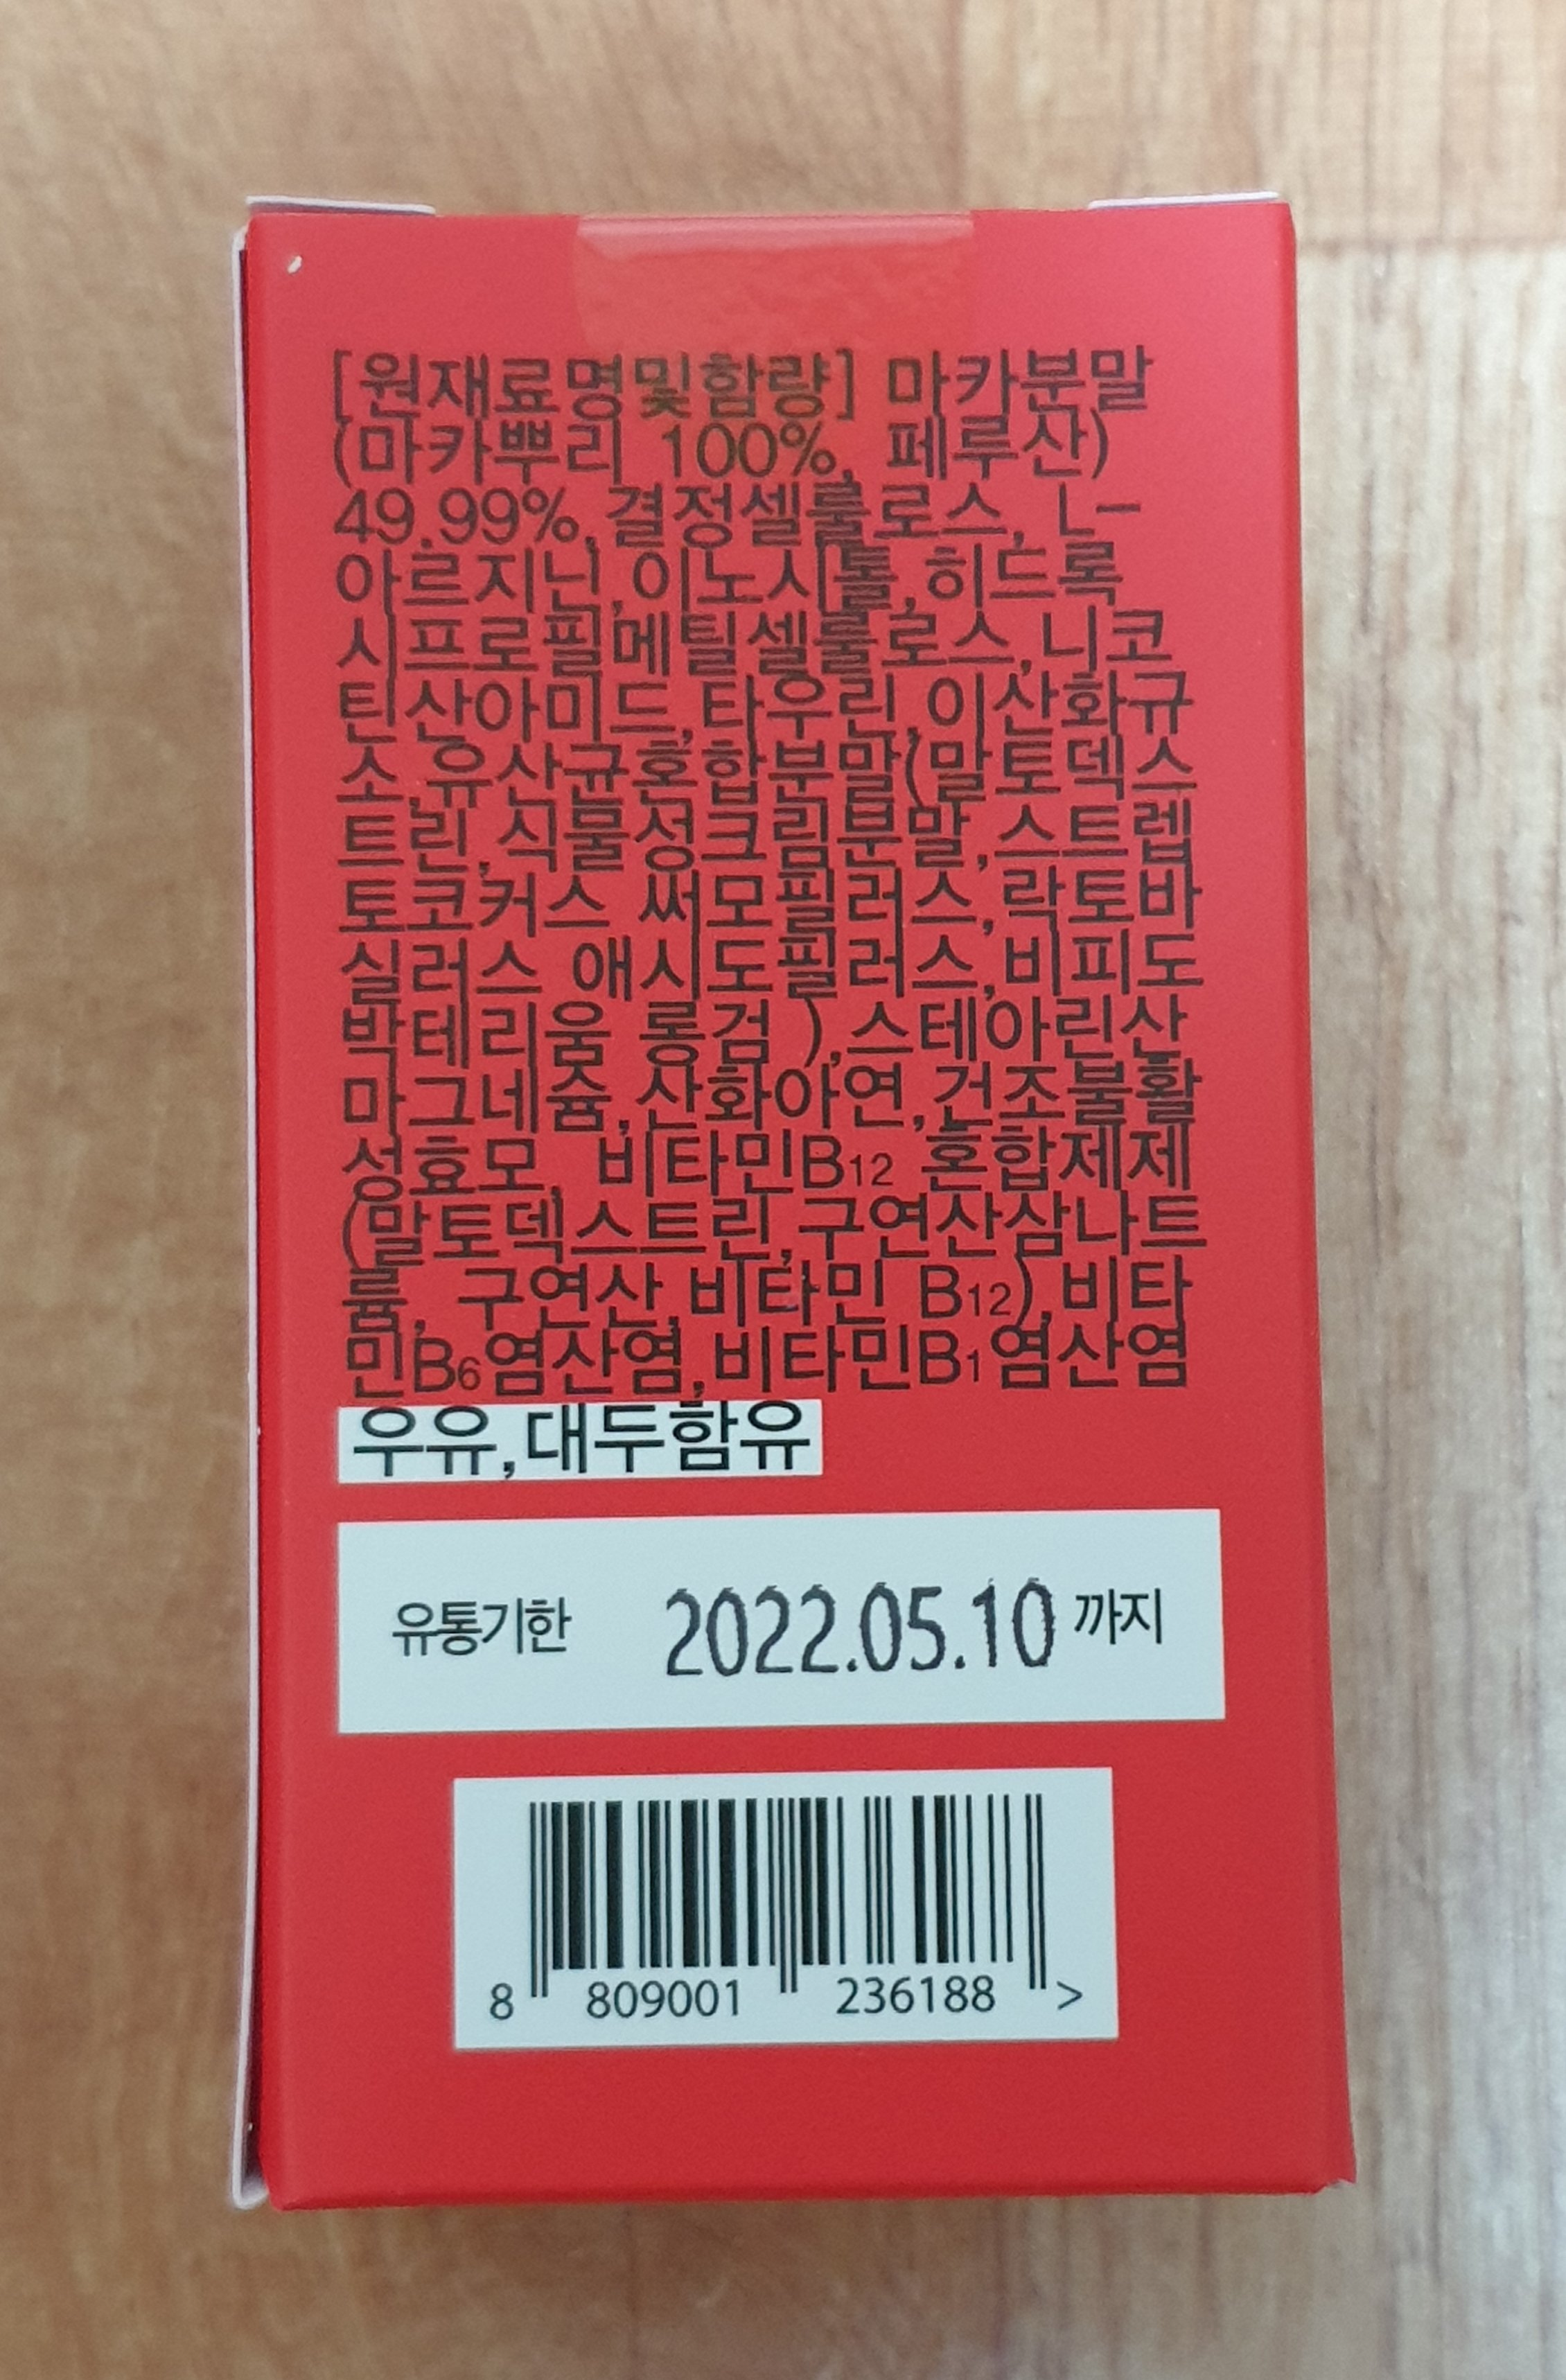 [원재료명및함량] 마카분말
(마카뿌리 100%, 페루산)
49.99%,결정셀룰로스, L-
아르지닌,이노시톨,히드록
시프로필메틸셀룰로스,니코
틴산아미드,타우린,이산화규
소,유산균혼합분말(말토덱스
트린,식물성크림분말,스트렙
토코커스 써모필러스,락토바
실러스 애시도필러스,비피도
박테리움 롱검 ),스테아린산
마그네슘,산화아연,건조불활
성효모, 비타민B12 혼합제제
(말토덱스트린,구연산삼나트
륨, 구연산,비타민 B12),비타
민B6염산염,비타민B1염산염
우유,대두함유
유통기한 2022.05.10 까지
8 809001 236188 >